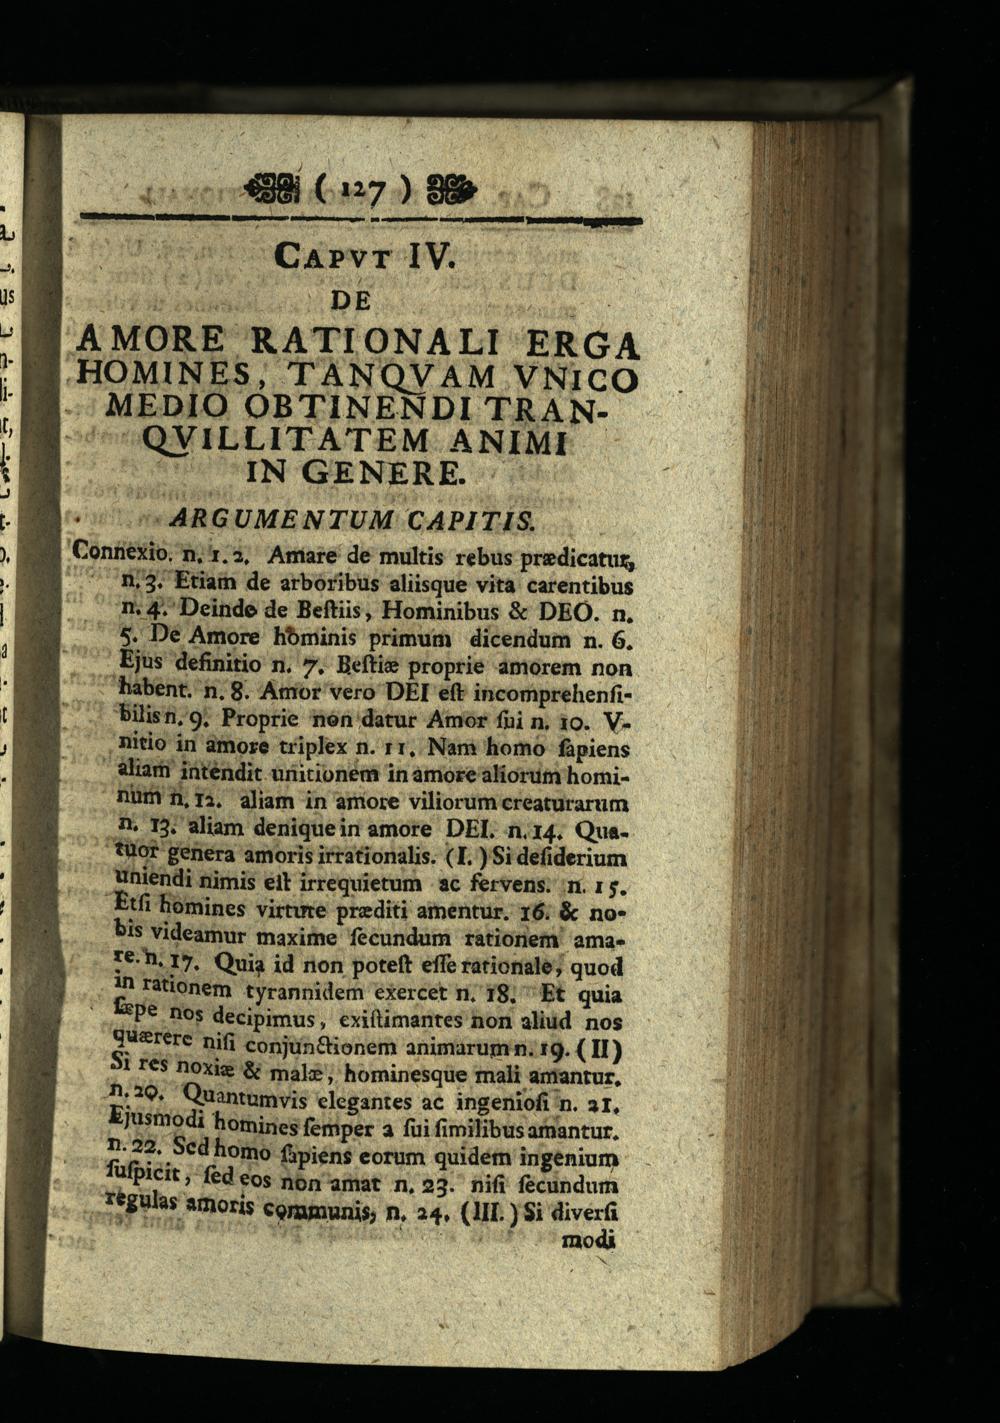 ( 127 )
CAPVT IV.
DE
AMORE RATIONALI ERGA
HOMINES, TANQVAM VNICO
MEDIO OBTINENDI TRAN-
QVILLITATEM ANIMI
IN GENERE.
ARGUMENTUM CAPITIS.
Connexio. n. 1. 2. Amare de multis rebus prædicatur,
n. 3. Etiam de arboribus aliisque vita carentibus
n. 4. Deinde de Beſtiis, Hominibus & DEO. n.
5. De Amore hominis primum dicendum n. 6.
Ejus definitio n. 7. Beſtiæ proprie amorem non
habent. n. 8. Amor vero DEI eſt incomprehenſi-
bilis n. 9. Proprie non datur Amor ſui n. 10. V-
nitio in amore triplex n. 11. Nam homo ſapiens
aliam intendit unitionem in amore aliorum homi-
num n. 12. aliam in amore viliorum creaturarum
n. 13. aliam denique in amore DEI. n. 14. Qua-
tuor genera amoris irrationalis. (I.) Si deſiderium
uniendi nimis eſt irrequietum ac fervens. n. 15.
Etſi homines virtute præditi amentur. 16. & no-
bis videamur maxime ſecundum rationem ama-
re. n. 17. Quia id non poteſt eſſe rationale, quod
in rationem tyrannidem exercet n. 18. Et quia
ſæpe nos decipimus, exiſtimantes non aliud nos
quærere niſi conjunctionem animarum n. 19. (II)
Si res noxiæ & malæ, hominesque mali amantur.
n. 20. Quantumvis elegantes ac ingenioſi n. 21.
Ejusmodi homines ſemper a ſui ſimilibus amantur.
n. 22. Sed homo ſapiens eorum quidem ingenium
ſuſpicit, ſed eos non amat n. 23. niſi ſecundum
regulas amoris communis, n. 24. (III.) Si diverſi
modi